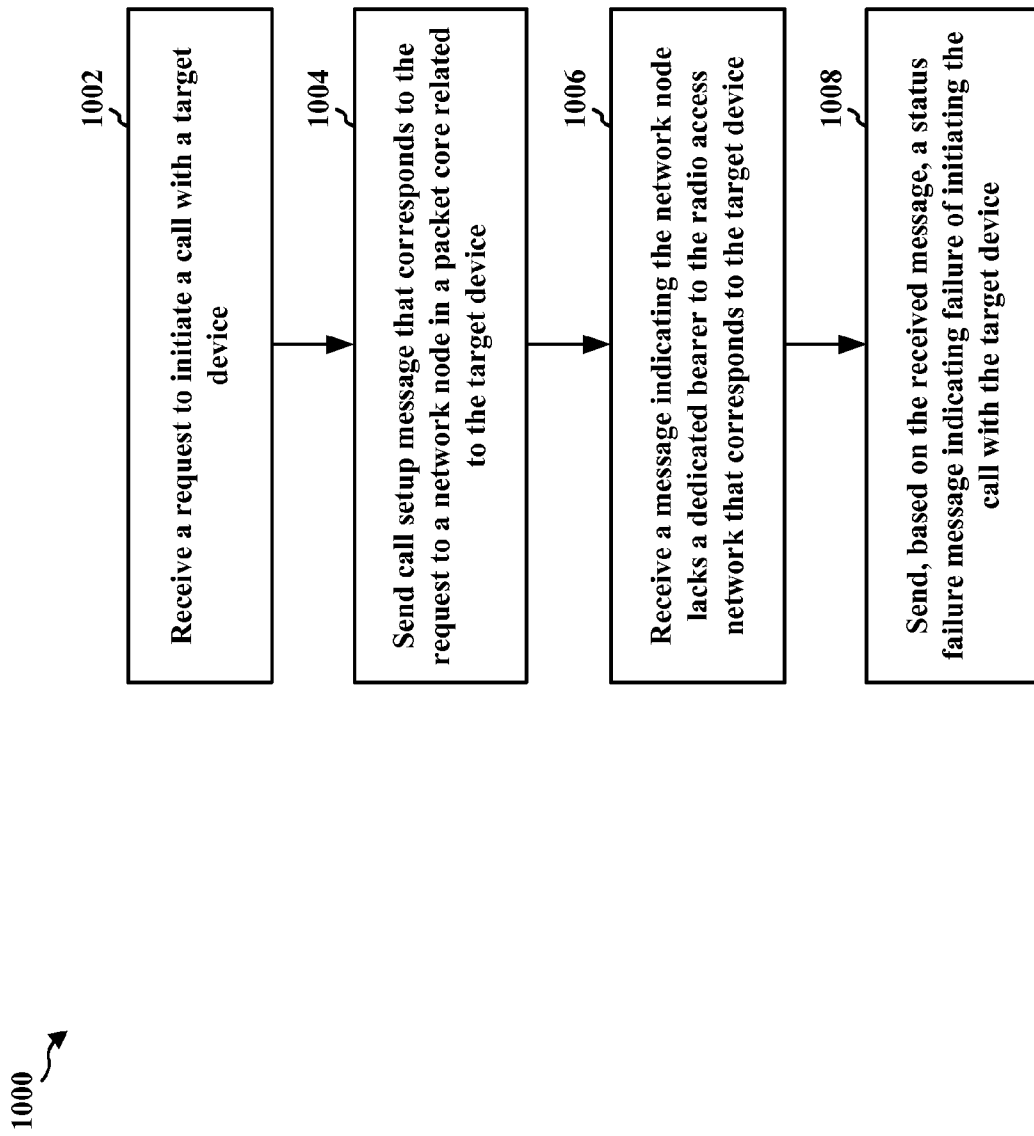 1000
1002
Receive a request to initiate a call with a target
device
1004
Send call setup message that corresponds to the
request to a network node in a packet core related
to the target device
1006
Receive a message indicating the network node
lacks a dedicated bearer to the radio access
network that corresponds to the target device
1008
Send, based on the received message, a status
failure message indicating failure of initiating the
call with the target device